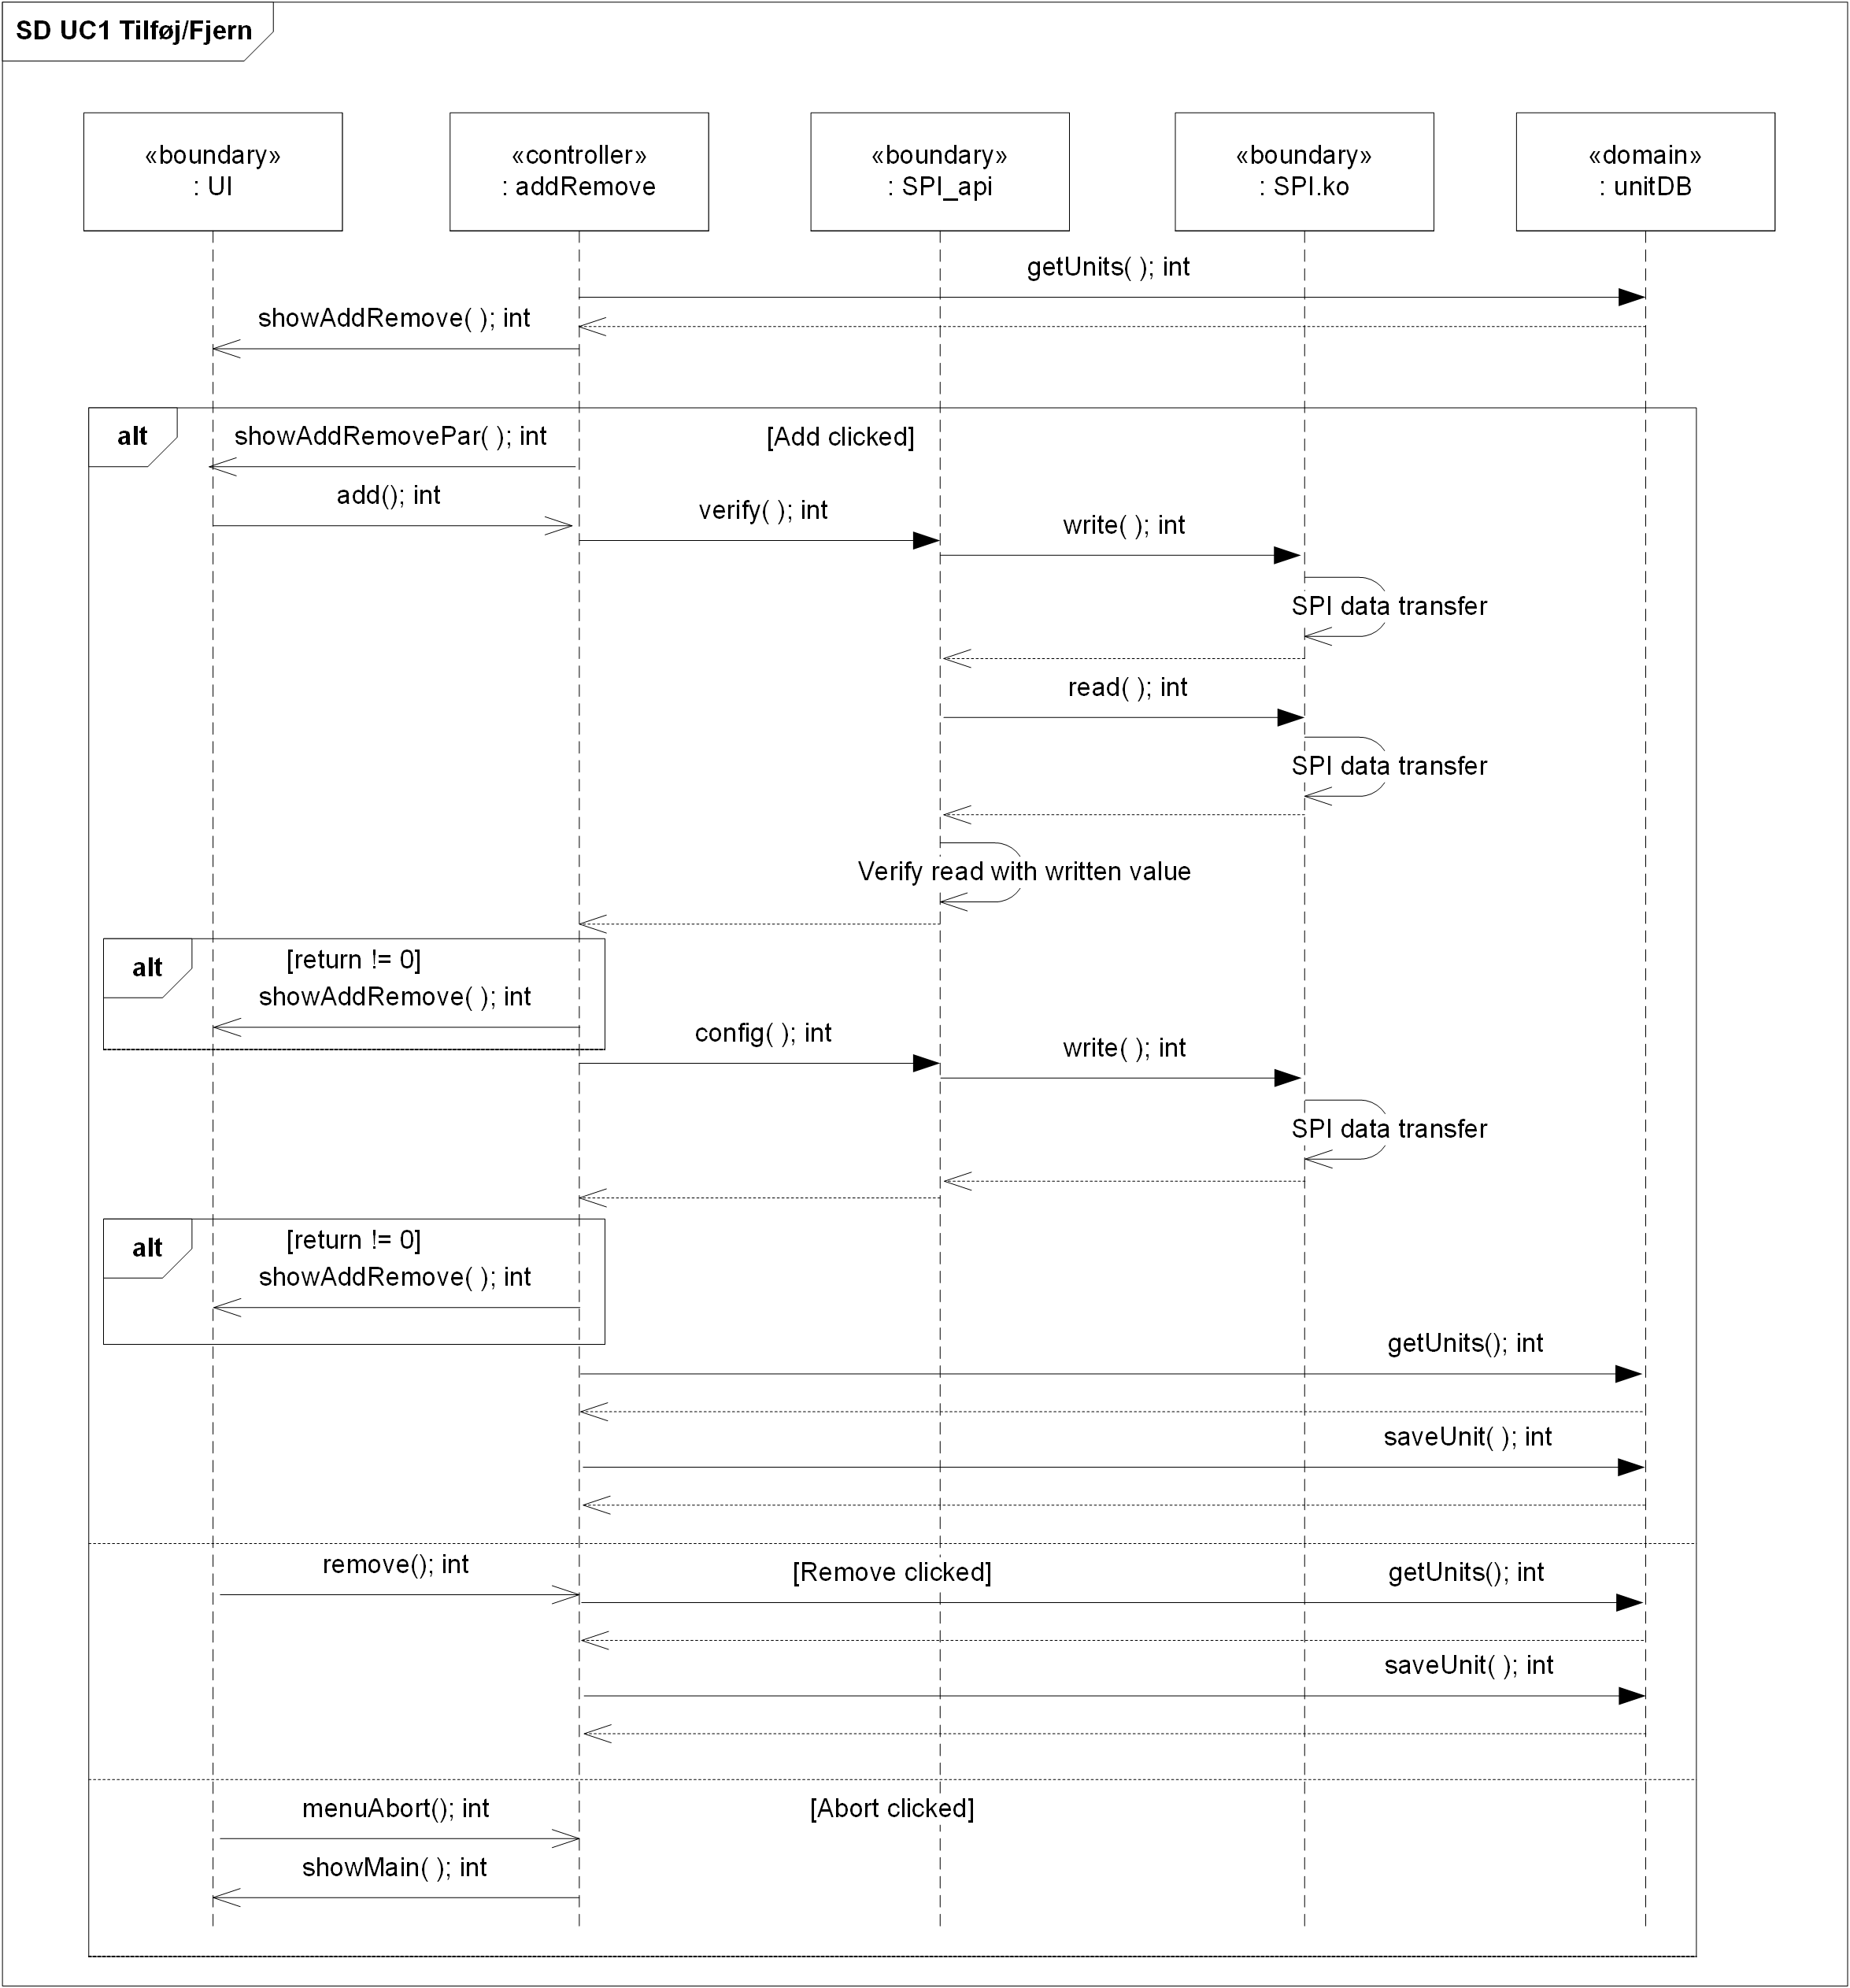 SD UC1 Tilføj/Fjern
«boundary»
: UI
«controller»
: addRemove
«boundary»
: SPI_api
«boundary»
: SPI.ko
«domain»
: unitDB
getUnits( ); int
showAddRemove( ); int
alt
showAddRemovePar( ); int
[Add clicked]
add(); int
verify( ); int
write( ); int
SPI data transfer
read( ); int
SPI data transfer
Verify read with written value
alt
[return != 0]
showAddRemove( ); int
config( ); int
write( ); int
SPI data transfer
alt
[return != 0]
showAddRemove( ); int
getUnits(); int
saveUnit( ); int
remove(); int
[Remove clicked]
getUnits(); int
saveUnit( ); int
menuAbort(); int
[Abort clicked]
showMain( ); int